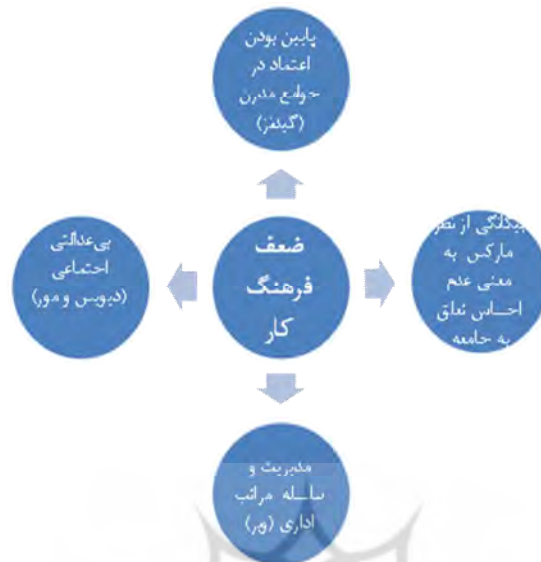 پایین بودن
اعتماد در
جوامع مدرن
(گیدنز)
بی‌عدالتی
اجتماعی
(دیویس و مور)
ضعف
فرهنگ
کار
بیگانگی از نظر
مارکس به
معنی عدم
احساس تعلق
به جامعه
مدیریت و
سلسله مراتب
اداری (وبر)